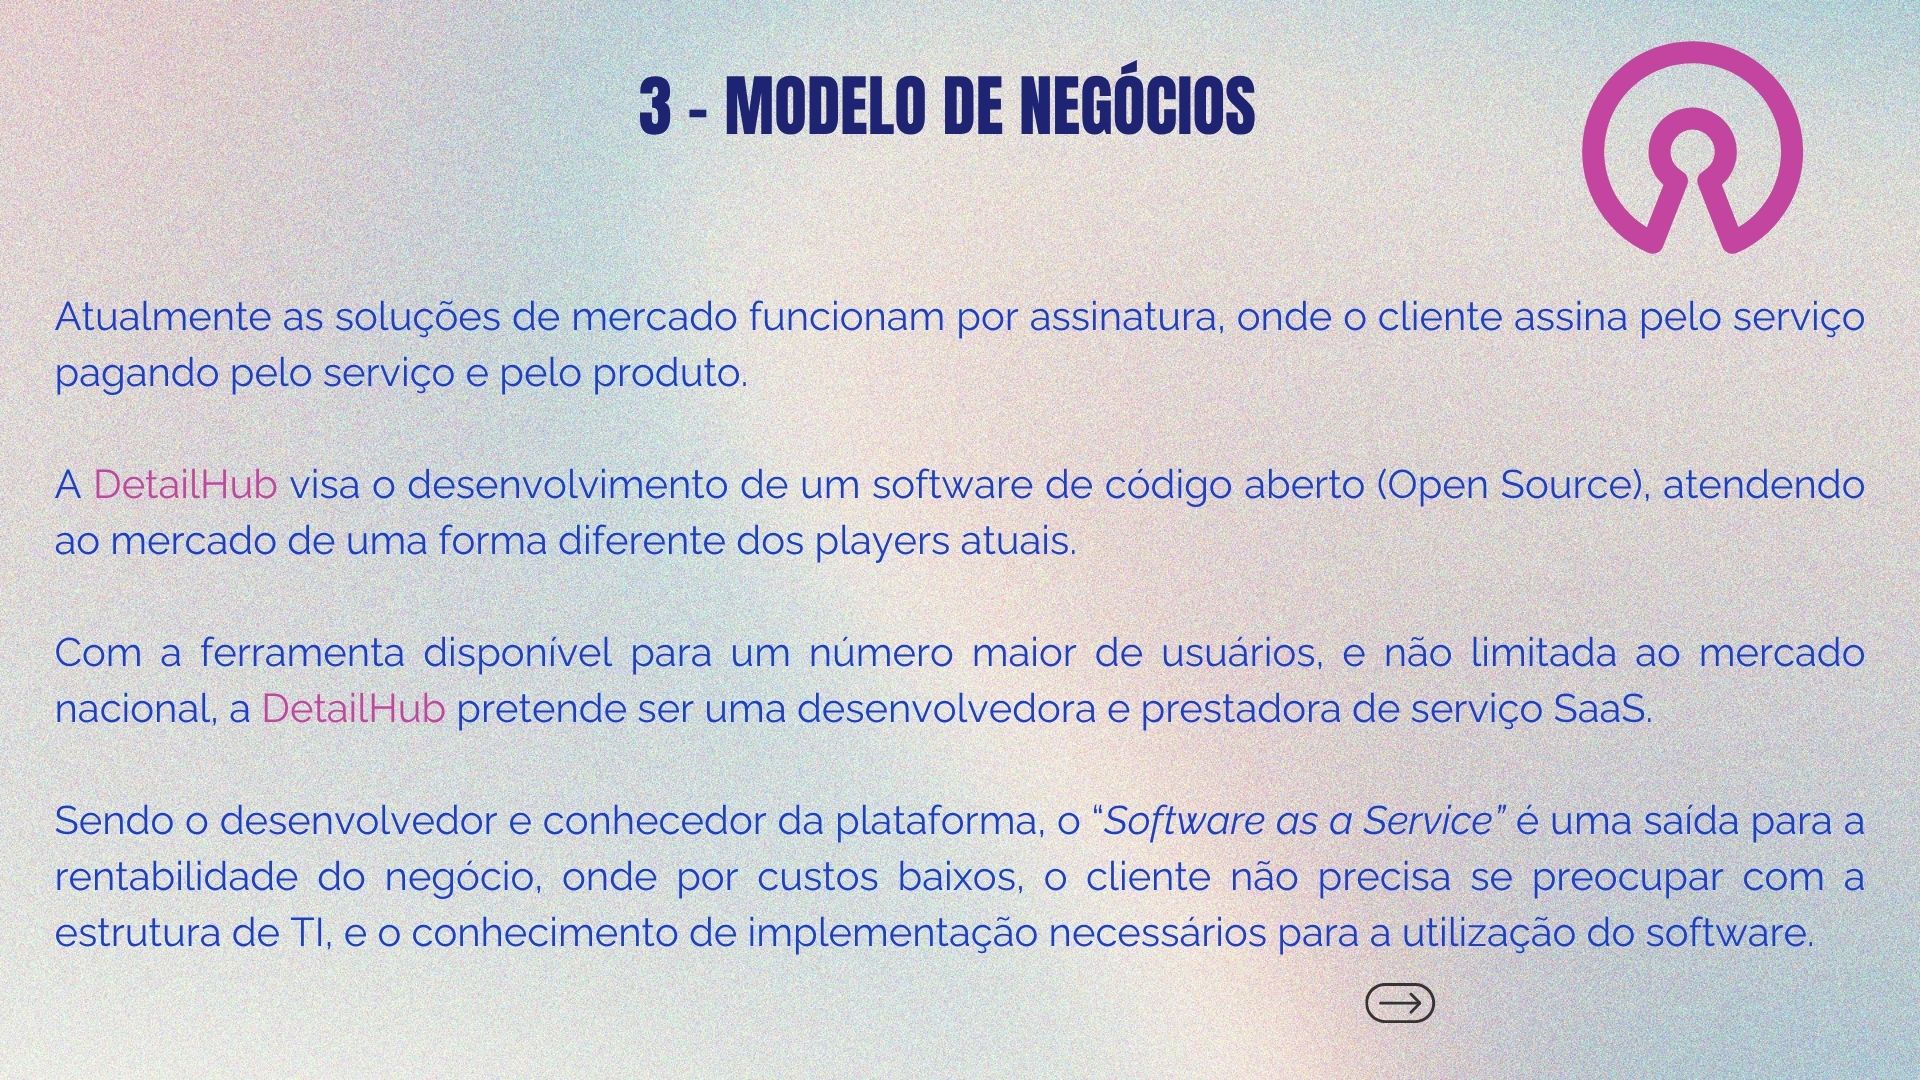 3 - MODELO DE NEGÓCIOS
Atualmente as soluções de mercado funcionam por assinatura, onde o cliente assina pelo serviço
pagando pelo serviço e pelo produto.
A DetailHub visa o desenvolvimento de um software de código aberto (Open Source), atendendo
ao mercado de uma forma diferente dos players atuais.
Com a ferramenta disponível para um número maior de usuários, e não limitada ao mercado
nacional, a DetailHub pretende ser uma desenvolvedora e prestadora de serviço SaaS.
Sendo o desenvolvedor e conhecedor da plataforma, o “Software as a Service” é uma saída para a
rentabilidade do negócio, onde por custos baixos, o cliente não precisa se preocupar com a
estrutura de TI, e o conhecimento de implementação necessários para a utilização do software.